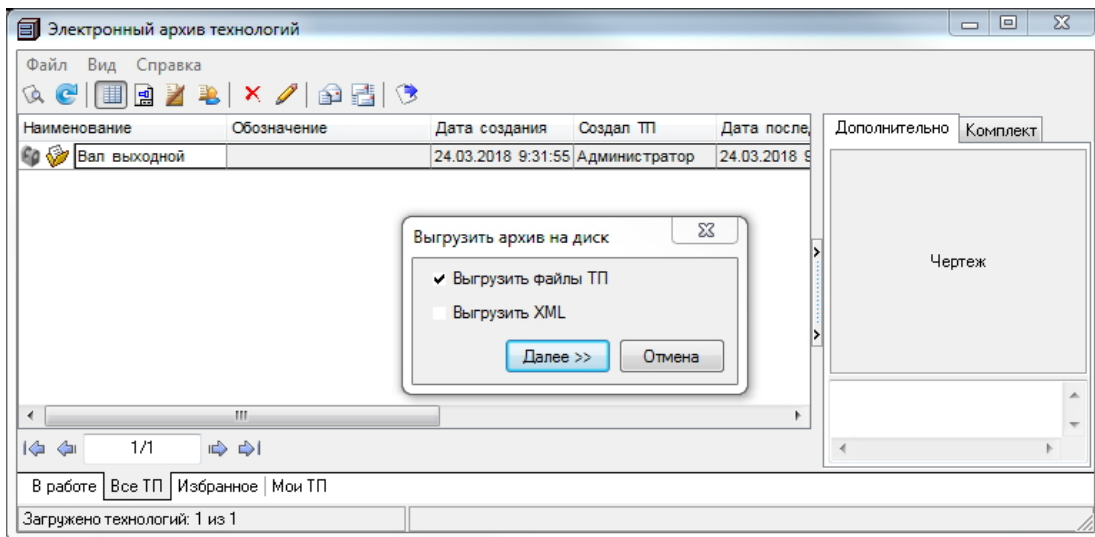 Электронный архив технологий
Файл Вид Справка
Наименование Обозначение Дата создания Создал ТП Дата послед
Вал выходной 24.03.2018 9:31:55 Администратор 24.03.2018 9
Дополнительно Комплект
Чертеж
Выгрузить архив на диск
Выгрузить файлы ТП
Выгрузить XML
Далее >> Отмена
1/1
В работе Все ТП Избранное Мои ТП
Загружено технологий: 1 из 1